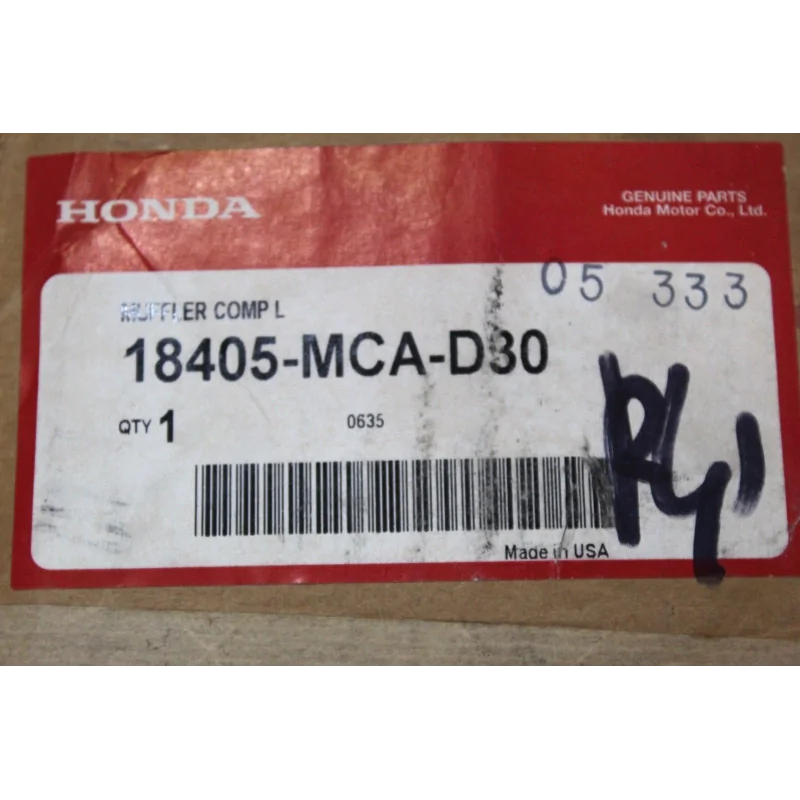 HONDA
GENUINE PARTS
Honda Motor Co., Ltd.
05 333
MUFFLER COMP L
18405-MCA-D30
QTY 1
0635
Made in USA